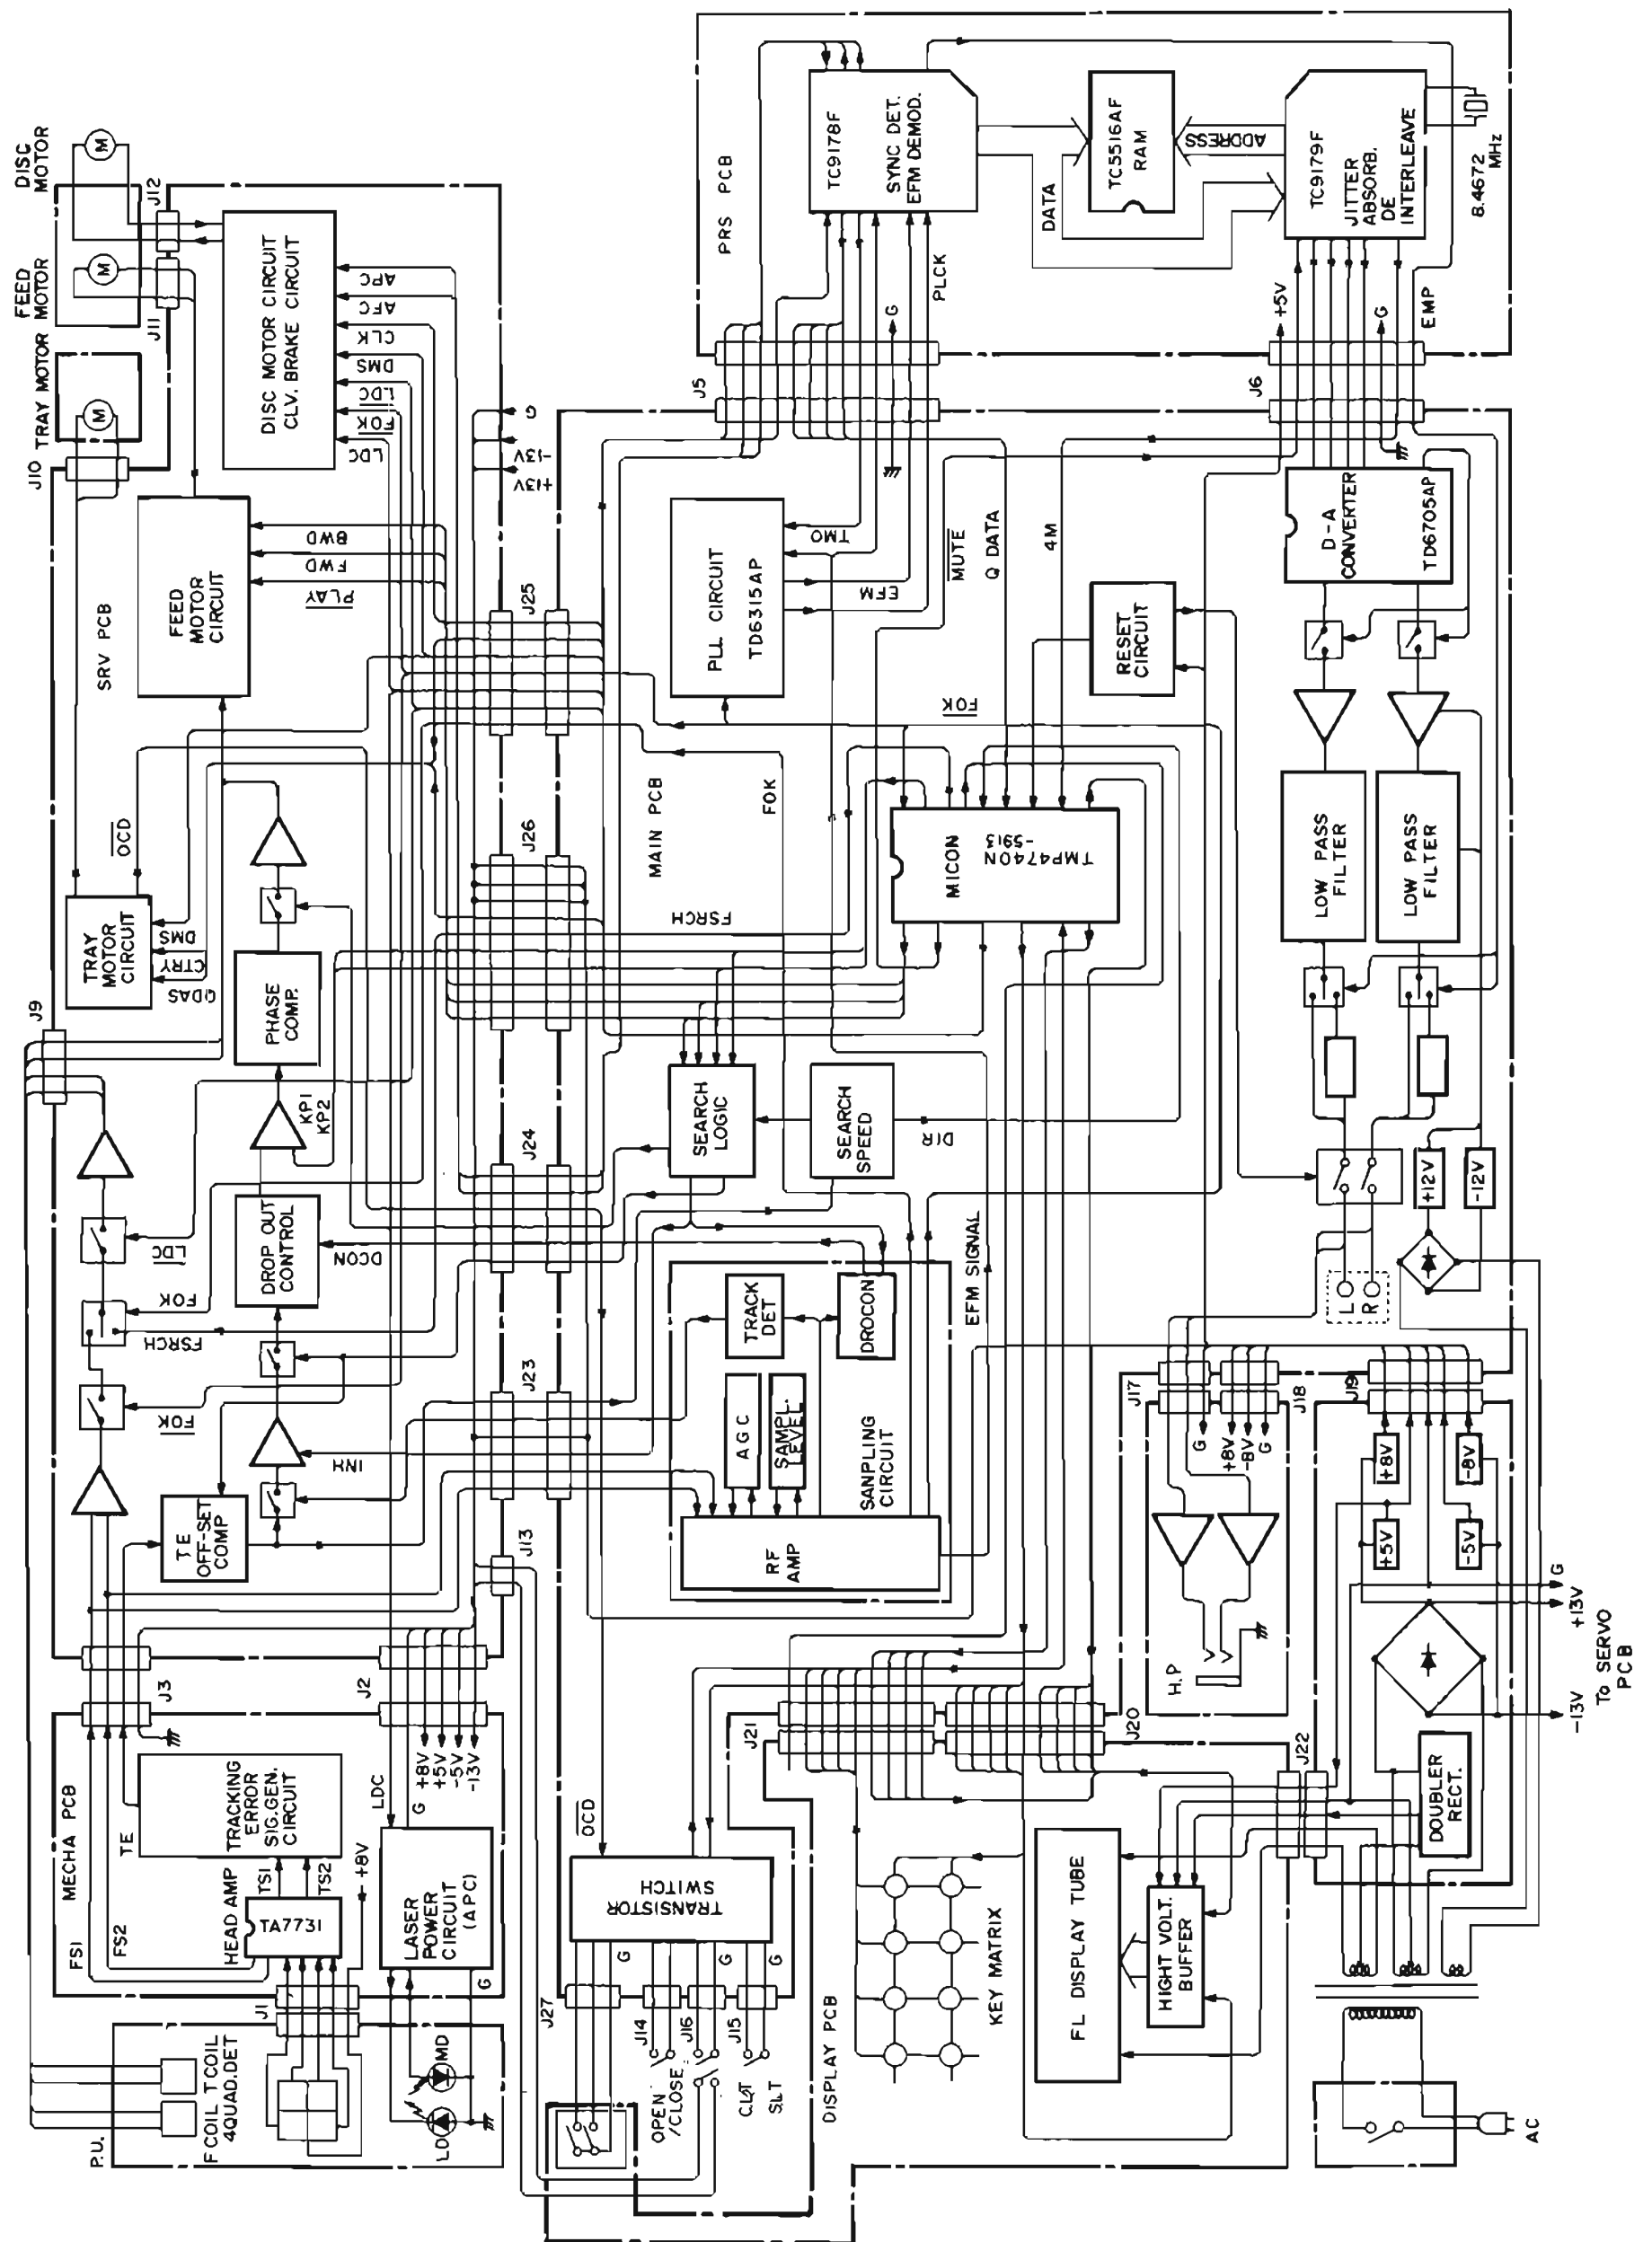 DISC
MOTOR
FEED
MOTOR
TRAY MOTOR
J10
J11
J12
M
M
M
DISC MOTOR CIRCUIT
CLV. BRAKE CIRCUIT
APC
AFC
CLK
DMS
LDC
FOK
LDC
SRV PCB
FEED
MOTOR
CIRCUIT
BWD
FWD
PLAY
G
-13V
+13V
OCD
TRAY
MOTOR
CIRCUIT
DMS
CTRY
QDAS
J9
PHASE
COMP.
KP1
KP2
DROP OUT
CONTROL
DCON
LDC
FOK
FSRCH
FOK
INH
TE
OFF-SET
COMP
J25
J26
J24
J23
J13
J3
J2
MECHA PCB
TE
TRACKING
ERROR
SIG.GEN.
CIRCUIT
FS1
FS2
HEAD AMP
TS1
TS2
TA7731
+8V
LDC
G
+8V
+5V
-5V
-13V
LASER
POWER
CIRCUIT
(APC)
G
J1
P.U.
F COIL T COIL
4QUAD.DET
LD
MD
PRS PCB
TC9178F
SYNC DET.
EFM DEMOD.
TC5516AF
RAM
ADDRESS
DATA
TC9179F
JITTER
ABSORB.
DE
INTERLEAVE
8.4672
MHz
G
PLCK
+5V
G
EMP
J5
J6
MAIN PCB
PLL CIRCUIT
TD6315AP
TMO
EFM
MUTE
Q DATA
4M
RESET
CIRCUIT
D-A
CONVERTER
TD6705AP
FOK
FOK
FSRCH
MICON
TMP4740N
-5913
LOW PASS
FILTER
LOW PASS
FILTER
SEARCH
LOGIC
SEARCH
SPEED
DIR
+12V
-12V
L
R
EFM SIGNAL
TRACK
DET
DROCON
AGC
SAMPL.
LEVEL
SANPLING
CIRCUIT
RF
AMP
J17
J18
J19
G
+8V
-8V
G
+8V
-8V
+5V
-5V
H.P
G
+13V
-13V
To SERVO
PCB
J21
J20
J22
OCD
TRANSISTOR
SWITCH
G
G
G
J27
J14
J16
J15
OPEN
/CLOSE
CLT
SLT
DISPLAY PCB
KEY MATRIX
FL DISPLAY TUBE
HIGHT VOLT.
BUFFER
DOUBLER
RECT.
AC